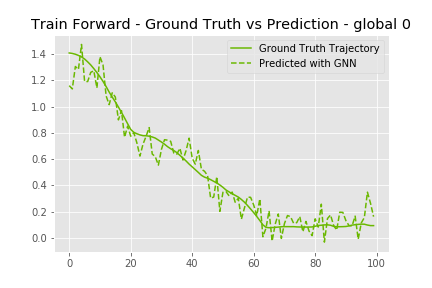 Train Forward - Ground Truth vs Prediction - global 0
Ground Truth Trajectory
Predicted with GNN
1.4
1.2
1.0
0.8
0.6
0.4
0.2
0.0
0 20 40 60 80 100